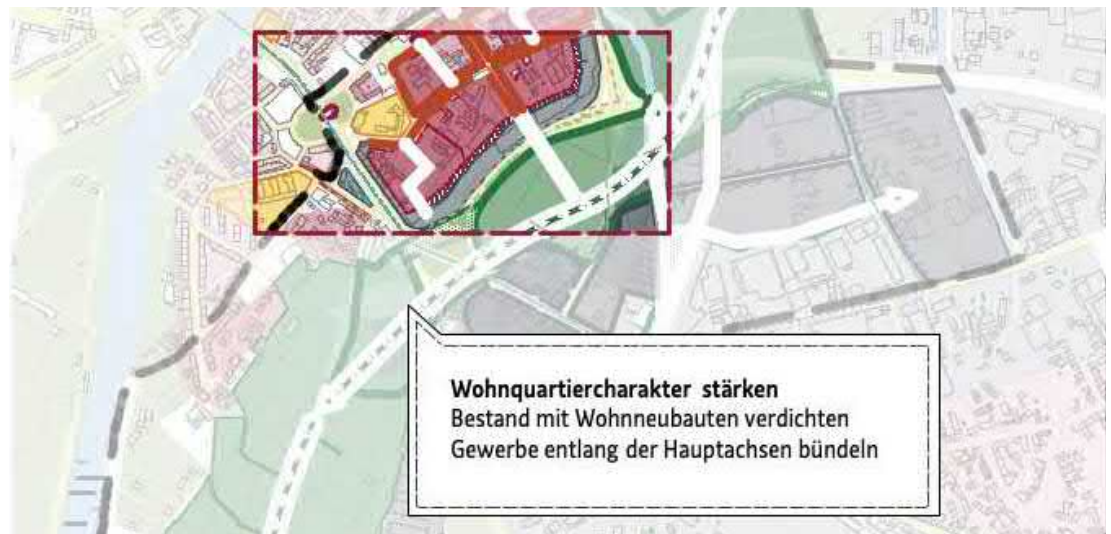 Wohnquartiercharakter stärken
Bestand mit Wohnneubauten verdichten
Gewerbe entlang der Hauptachsen bündeln